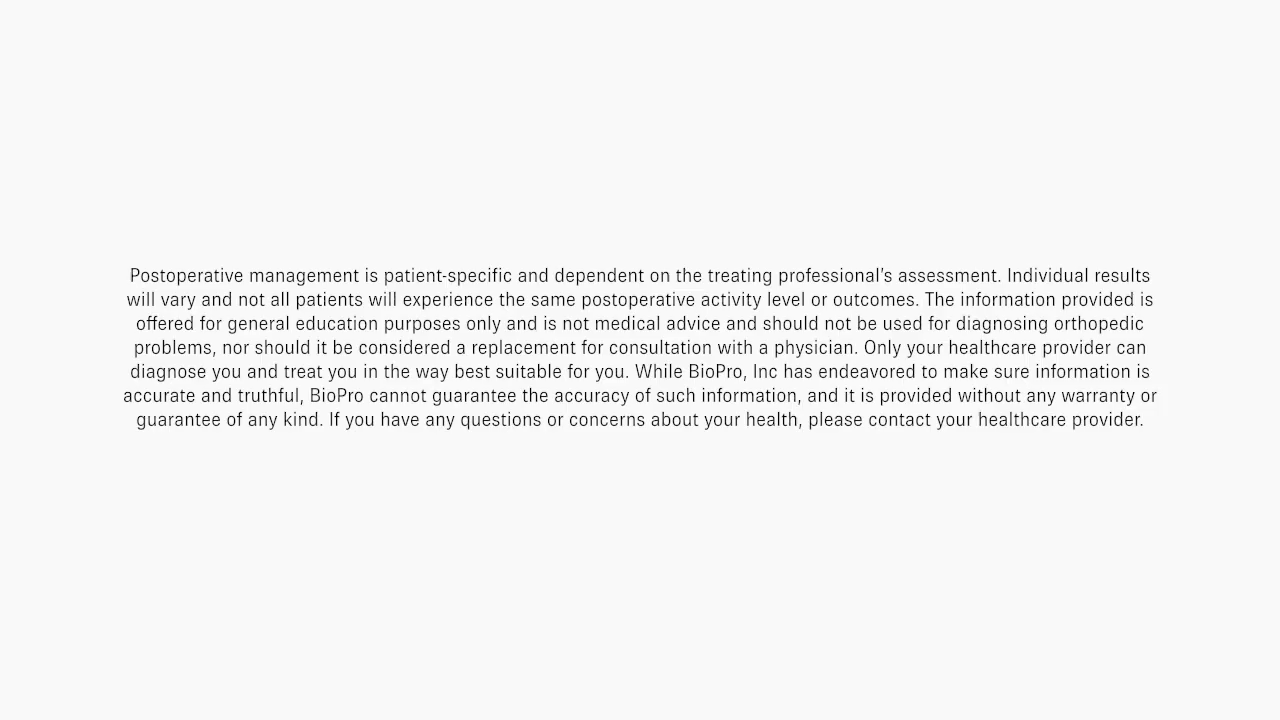 Postoperative management is patient-specific and dependent on the treating professional's assessment. Individual results
will vary and not all patients will experience the same postoperative activity level or outcomes. The information provided is
offered for general education purposes only and is not medical advice and should not be used for diagnosing orthopedic
problems, nor should it be considered a replacement for consultation with a physician. Only your healthcare provider can
diagnose you and treat you in the way best suitable for you. While BioPro, Inc has endeavored to make sure information is
accurate and truthful, BioPro cannot guarantee the accuracy of such information, and it is provided without any warranty or
guarantee of any kind. If you have any questions or concerns about your health, please contact your healthcare provider.